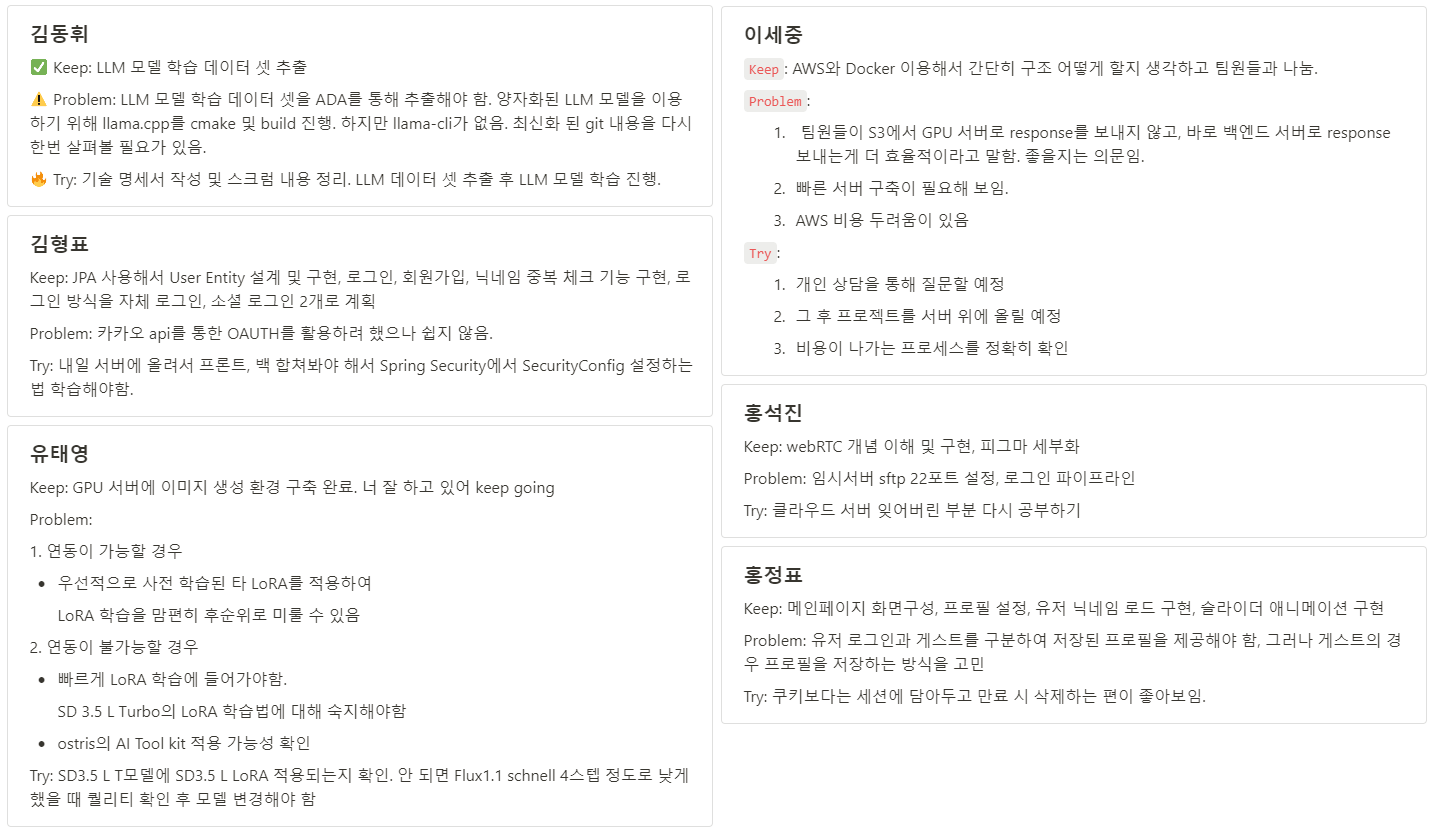 김동휘
✅ Keep: LLM 모델 학습 데이터 셋 추출
⚠️ Problem: LLM 모델 학습 데이터 셋을 ADA를 통해 추출해야 함. 양자화된 LLM 모델을 이용
하기 위해 llama.cpp를 cmake 및 build 진행. 하지만 llama-cli가 없음. 최신화 된 git 내용을 다시
한번 살펴볼 필요가 있음.
🔥 Try: 기술 명세서 작성 및 스크럼 내용 정리. LLM 데이터 셋 추출 후 LLM 모델 학습 진행.
김형표
Keep: JPA 사용해서 User Entity 설계 및 구현, 로그인, 회원가입, 닉네임 중복 체크 기능 구현, 로
그인 방식을 자체 로그인, 소셜 로그인 2개로 계획
Problem: 카카오 api를 통한 OAUTH를 활용하려 했으나 쉽지 않음.
Try: 내일 서버에 올려서 프론트, 백 합쳐봐야 해서 Spring Security에서 SecurityConfig 설정하는
법 학습해야함.
유태영
Keep: GPU 서버에 이미지 생성 환경 구축 완료. 너 잘 하고 있어 keep going
Problem:
1. 연동이 가능할 경우
• 우선적으로 사전 학습된 타 LoRA를 적용하여
LoRA 학습을 맘편히 후순위로 미룰 수 있음
2. 연동이 불가능할 경우
• 빠르게 LoRA 학습에 들어가야함.
SD 3.5 L Turbo의 LoRA 학습법에 대해 숙지해야함
• ostris의 AI Tool kit 적용 가능성 확인
Try: SD3.5 L T모델에 SD3.5 L LoRA 적용되는지 확인. 안 되면 Flux1.1 schnell 4스텝 정도로 낮게
했을 때 퀄리티 확인 후 모델 변경해야 함
이세중
Keep: AWS와 Docker 이용해서 간단히 구조 어떻게 할지 생각하고 팀원들과 나눔.
Problem:
1. 팀원들이 S3에서 GPU 서버로 response를 보내지 않고, 바로 백엔드 서버로 response
보내는게 더 효율적이라고 말함. 좋을지는 의문임.
2. 빠른 서버 구축이 필요해 보임.
3. AWS 비용 두려움이 있음
Try:
1. 개인 상담을 통해 질문할 예정
2. 그 후 프로젝트를 서버 위에 올릴 예정
3. 비용이 나가는 프로세스를 정확히 확인
홍석진
Keep: webRTC 개념 이해 및 구현, 피그마 세부화
Problem: 임시서버 sftp 22포트 설정, 로그인 파이프라인
Try: 클라우드 서버 잊어버린 부분 다시 공부하기
홍정표
Keep: 메인페이지 화면구성, 프로필 설정, 유저 닉네임 로드 구현, 슬라이더 애니메이션 구현
Problem: 유저 로그인과 게스트를 구분하여 저장된 프로필을 제공해야 함, 그러나 게스트의 경
우 프로필을 저장하는 방식을 고민
Try: 쿠키보다는 세션에 담아두고 만료 시 삭제하는 편이 좋아보임.